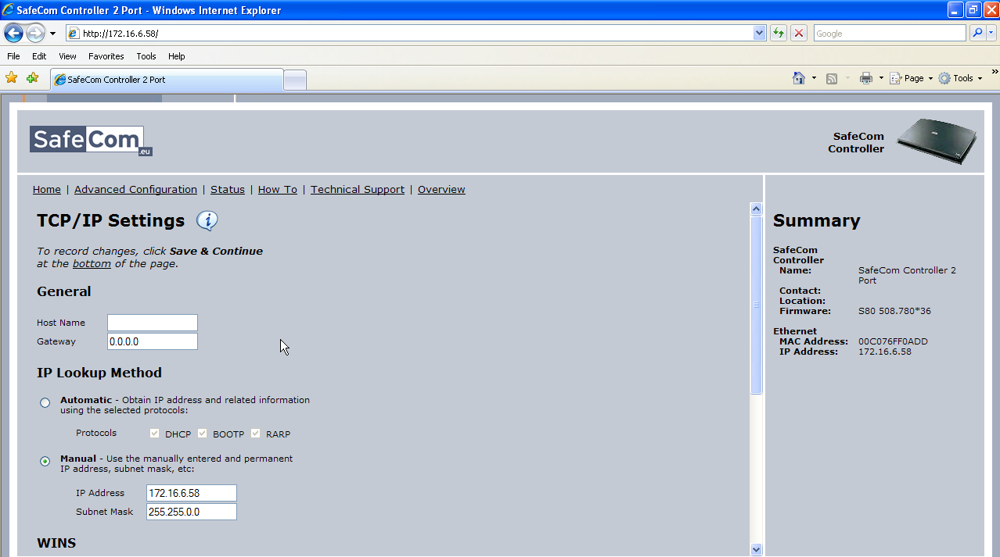 SafeCom Controller 2 Port - Windows Internet Explorer
http://172.16.6.58/
Google
File Edit View Favorites Tools Help
SafeCom Controller 2 Port
Page Tools »
SafeCom.eu
SafeCom
Controller
Home | Advanced Configuration | Status | How To | Technical Support | Overview
TCP/IP Settings
To record changes, click Save & Continue
at the bottom of the page.
General
Host Name
Gateway 0.0.0.0
IP Lookup Method
Automatic - Obtain IP address and related information
using the selected protocols:
Protocols DHCP BOOTP RARP
Manual - Use the manually entered and permanent
IP address, subnet mask, etc:
IP Address 172.16.6.58
Subnet Mask 255.255.0.0
WINS
Summary
SafeCom
Controller
Name: SafeCom Controller 2
Port
Contact:
Location:
Firmware: S80 508.780*36
Ethernet
MAC Address: 00C076FF0ADD
IP Address: 172.16.6.58